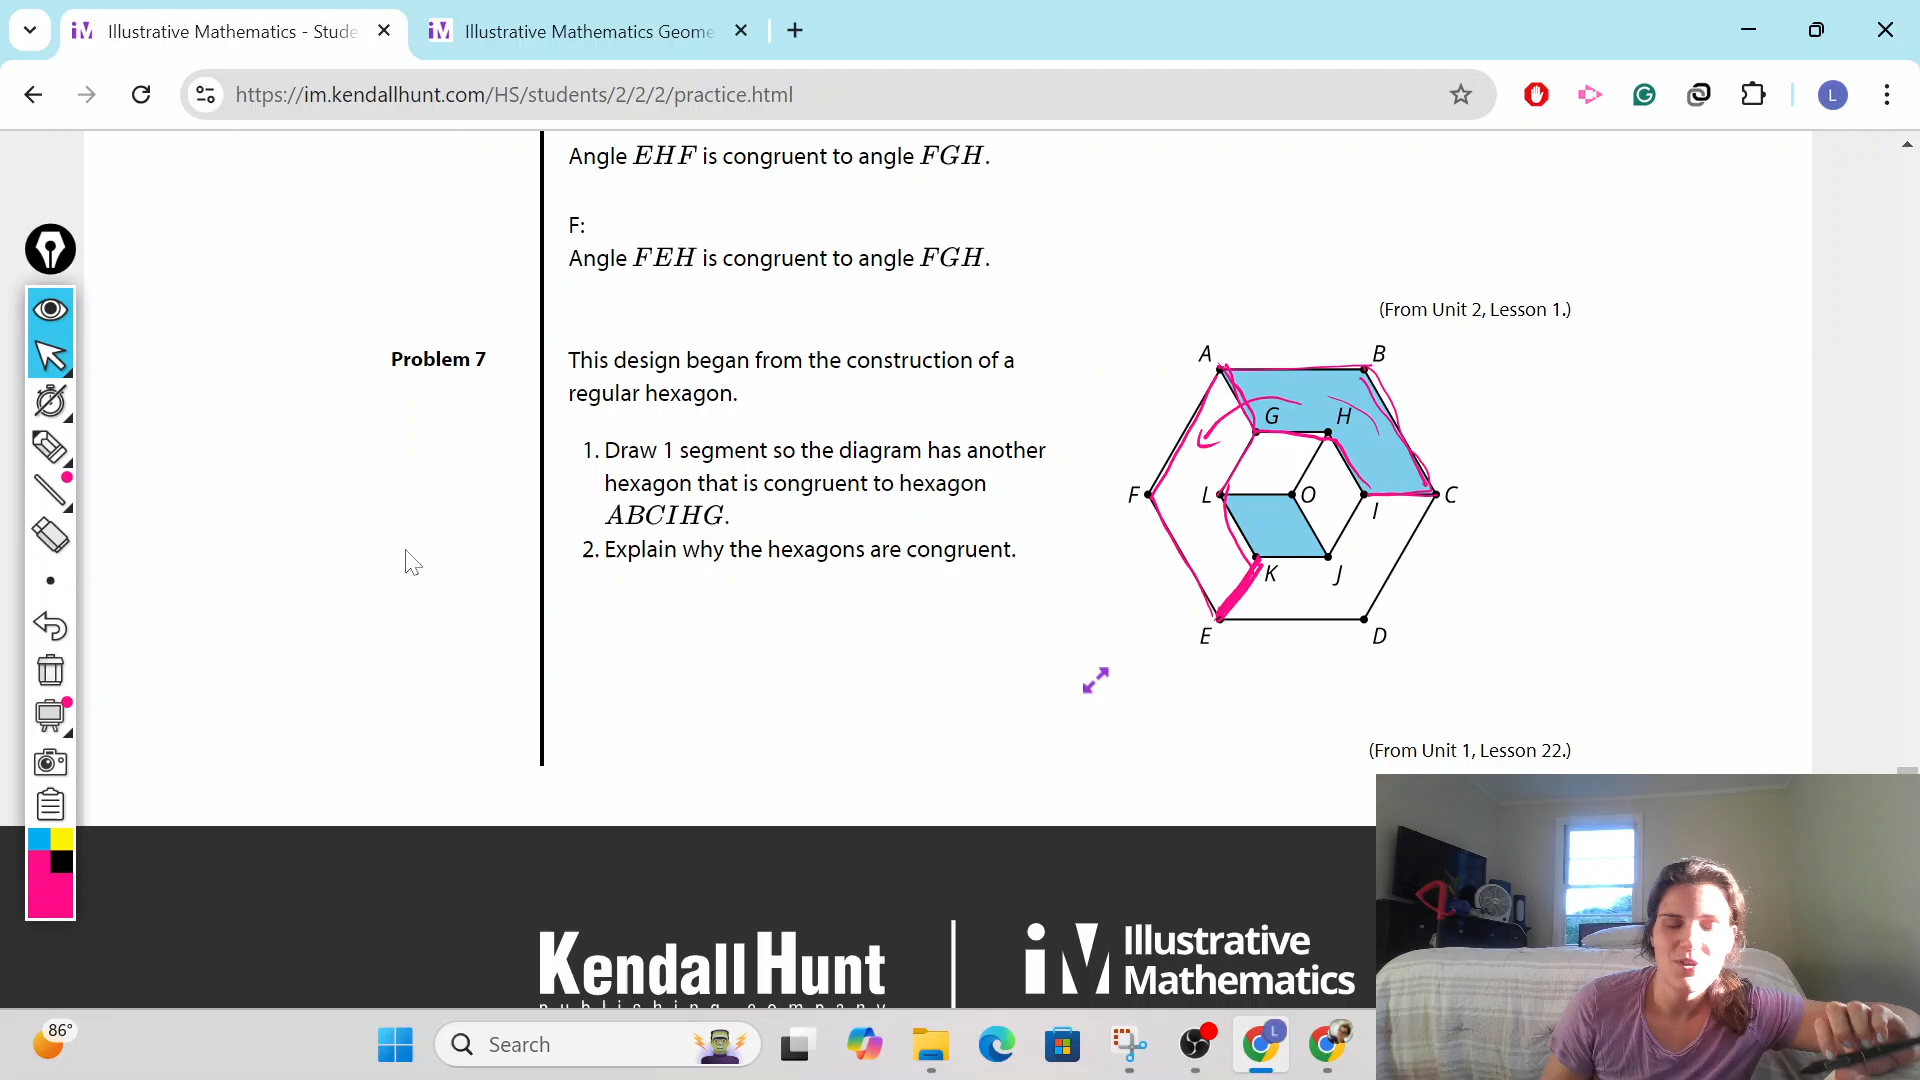 Illustrative Mathematics - Stude
Illustrative Mathematics Geome
https://im.kendallhunt.com/HS/students/2/2/2/practice.html
L
Angle EHF is congruent to angle FGH.
F:
Angle FEH is congruent to angle FGH.
(From Unit 2, Lesson 1.)
Problem 7
This design began from the construction of a
regular hexagon.
1. Draw 1 segment so the diagram has another
hexagon that is congruent to hexagon
ABCIHG.
2. Explain why the hexagons are congruent.
A B
G H
F L O I C
K J
E D
(From Unit 1, Lesson 22.)
KendallHunt
publishing company
iM Illustrative
Mathematics
86°
Search
L